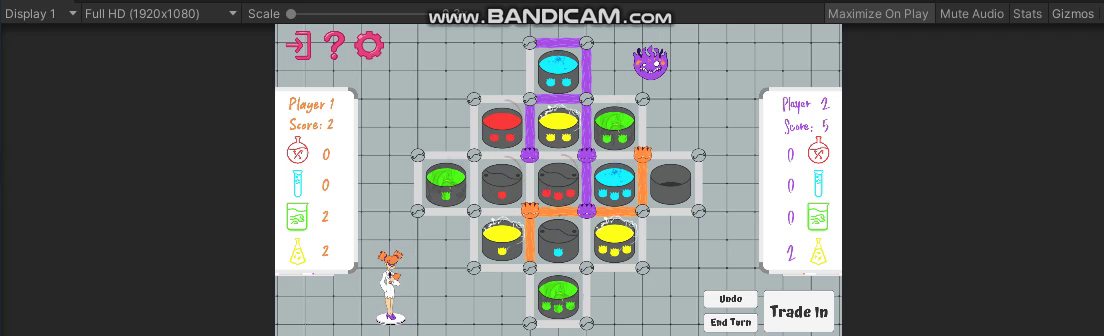 Display 1 Full HD (1920x1080) Scale www.BANDICAM.com Maximize On Play Mute Audio Stats Gizmos
?
Player 1
Score: 2
0
0
2
2
Player 2
Score: 5
0
0
0
2
Undo
End Turn
Trade In